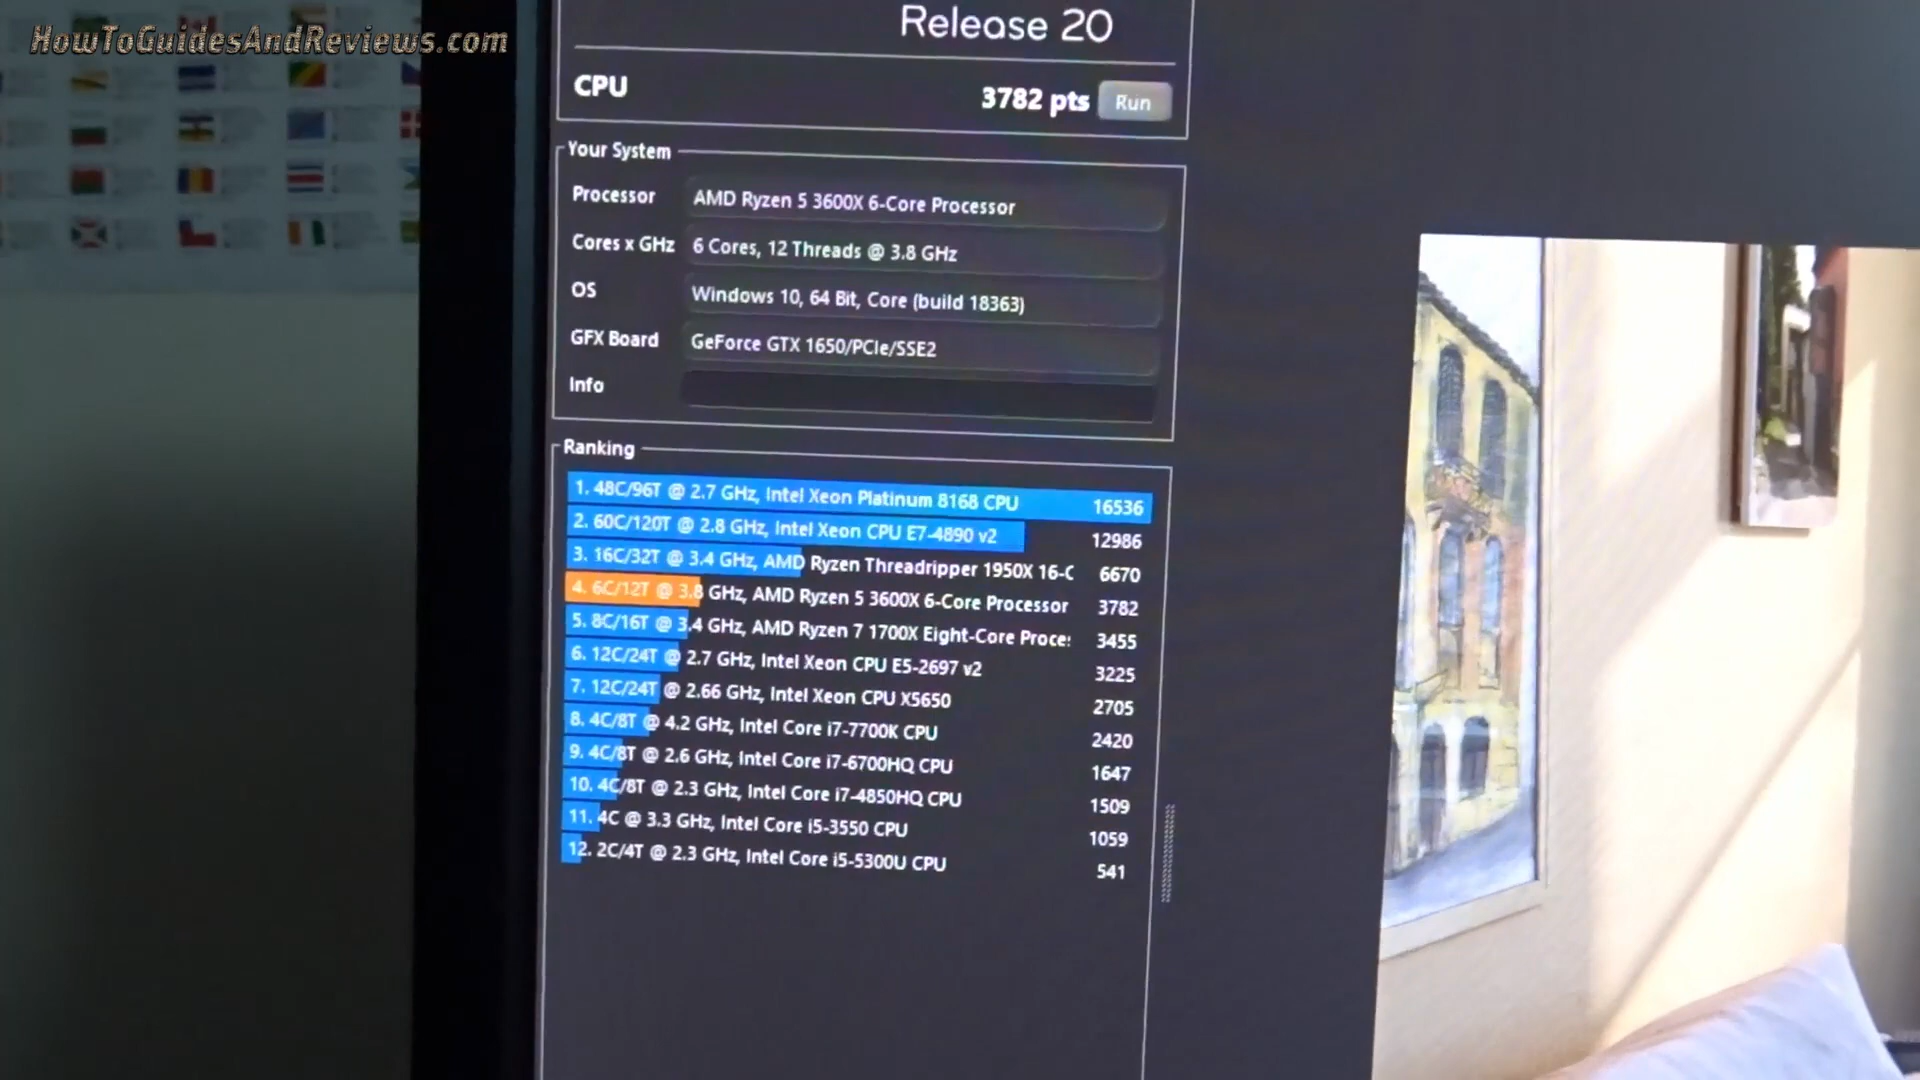 HowToGuidesAndReviews.com
Release 20
CPU 3782 pts Run
Your System
Processor AMD Ryzen 5 3600X 6-Core Processor
Cores x GHz 6 Cores, 12 Threads @ 3.8 GHz
OS Windows 10, 64 Bit, Core (build 18363)
GFX Board GeForce GTX 1650/PCIe/SSE2
Info
Ranking
1. 48C/96T @ 2.7 GHz, Intel Xeon Platinum 8168 CPU 16536
2. 60C/120T @ 2.8 GHz, Intel Xeon CPU E7-4890 v2 12986
3. 16C/32T @ 3.4 GHz, AMD Ryzen Threadripper 1950X 16-C 6670
4. 6C/12T @ 3.8 GHz, AMD Ryzen 5 3600X 6-Core Processor 3782
5. 8C/16T @ 3.4 GHz, AMD Ryzen 7 1700X Eight-Core Proce: 3455
6. 12C/24T @ 2.7 GHz, Intel Xeon CPU E5-2697 v2 3225
7. 12C/24T @ 2.66 GHz, Intel Xeon CPU X5650 2705
8. 4C/8T @ 4.2 GHz, Intel Core i7-7700K CPU 2420
9. 4C/8T @ 2.6 GHz, Intel Core i7-6700HQ CPU 1647
10. 4C/8T @ 2.3 GHz, Intel Core i7-4850HQ CPU 1509
11. 4C @ 3.3 GHz, Intel Core i5-3550 CPU 1059
12. 2C/4T @ 2.3 GHz, Intel Core i5-5300U CPU 541